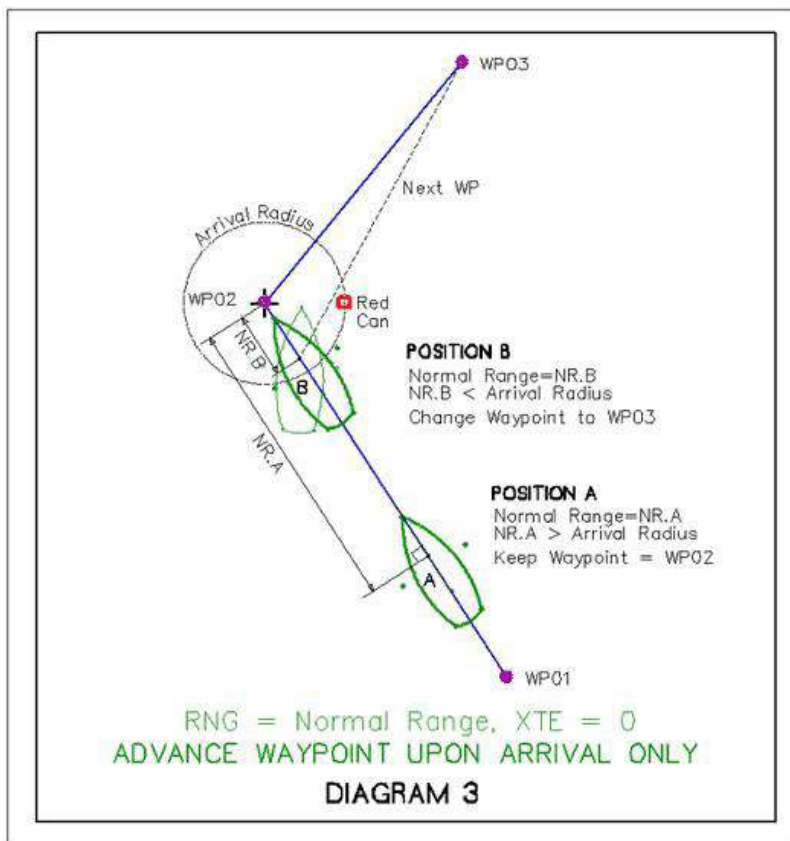 WP03
Next WP
Arrival Radius
WP02
Red
Can
NR.B
B
POSITION B
Normal Range=NR.B
NR.B < Arrival Radius
Change Waypoint to WP03
NR.A
POSITION A
Normal Range=NR.A
NR.A > Arrival Radius
Keep Waypoint = WP02
A
WP01
RNG = Normal Range, XTE = 0
ADVANCE WAYPOINT UPON ARRIVAL ONLY
DIAGRAM 3